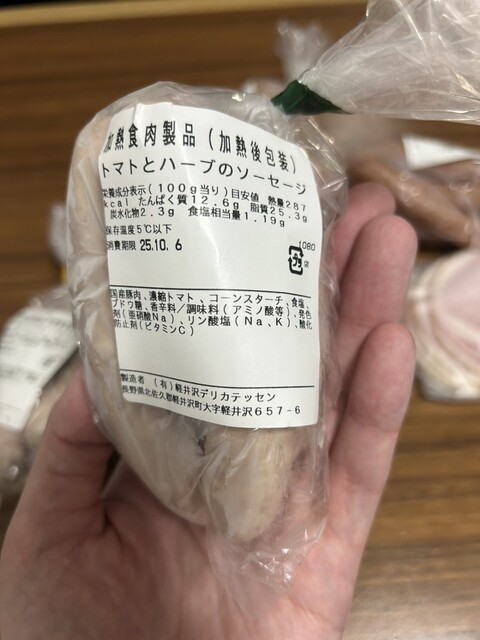 加熱食肉製品（加熱後包装）
トマトとハーブのソーセージ
栄養成分表示（100g当り）目安値 熱量287
kcal たんぱく質12.6g 脂質25.3g
炭水化物2.3g 食塩相当量1.19g
保存温度5℃以下
消費期限 25.10.6
(080
プラ
袋
国産豚肉、濃縮トマト、コーンスターチ、食塩、
ブドウ糖、香辛料／調味料（アミノ酸等）、発色
剤（亜硝酸Na）、リン酸塩（Na、K）、酸化
防止剤（ビタミンC）
製造者 （有）軽井沢デリカテッセン
長野県北佐久郡軽井沢町大字軽井沢657-6